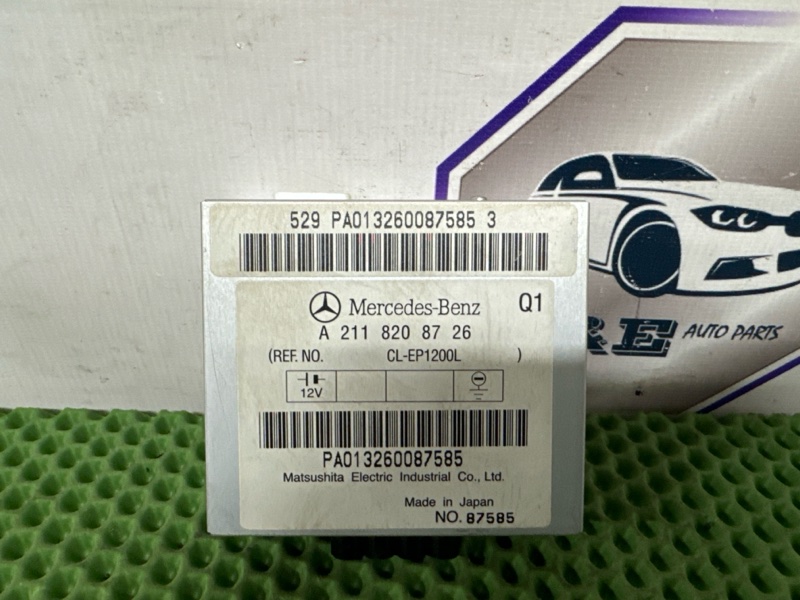 529 PA013260087585 3
Mercedes-Benz Q1
A 211 820 87 26
(REF. NO. CL-EP1200L )
12V
PA013260087585
Matsushita Electric Industrial Co., Ltd.
Made in Japan
NO. 87585
&E AUTO PARTS